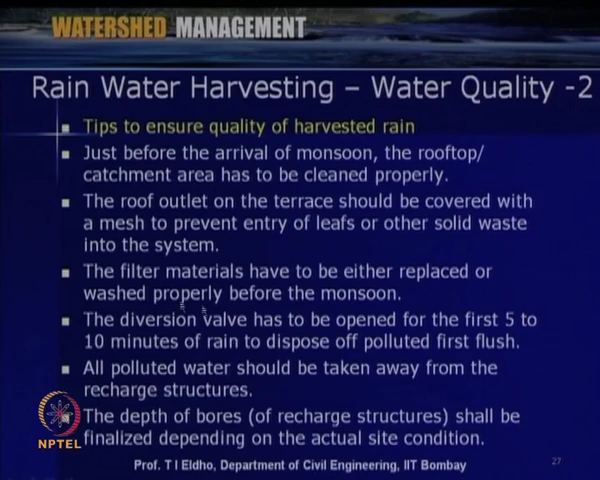 WATERSHED MANAGEMENT
Rain Water Harvesting – Water Quality -2
Tips to ensure quality of harvested rain
Just before the arrival of monsoon, the rooftop/
catchment area has to be cleaned properly.
The roof outlet on the terrace should be covered with
a mesh to prevent entry of leafs or other solid waste
into the system.
The filter materials have to be either replaced or
washed properly before the monsoon.
The diversion valve has to be opened for the first 5 to
10 minutes of rain to dispose off polluted first flush.
All polluted water should be taken away from the
recharge structures.
The depth of bores (of recharge structures) shall be
finalized depending on the actual site condition.
NPTEL
Prof. T I Eldho, Department of Civil Engineering, IIT Bombay
27